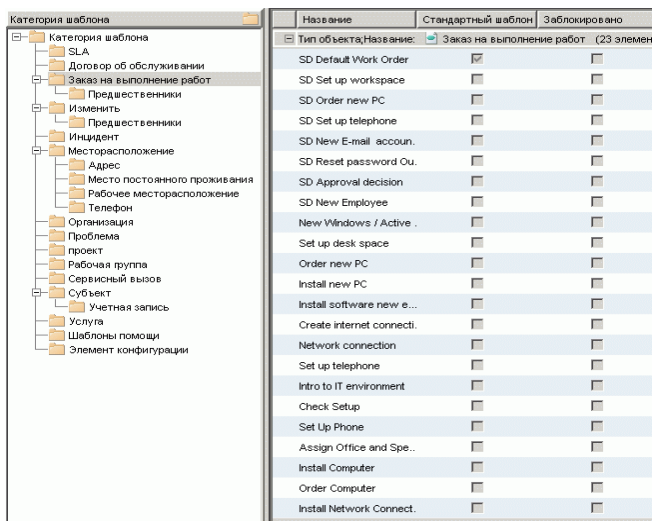 Категория шаблона
Категория шаблона
SLA
Договор об обслуживании
Заказ на выполнение работ
Предшественники
Изменить
Предшественники
Инцидент
Месторасположение
Адрес
Место постоянного проживания
Рабочее месторасположение
Телефон
Организация
Проблема
проект
Рабочая группа
Сервисный вызов
Субъект
Учетная запись
Услуга
Шаблоны помощи
Элемент конфигурации
Название Стандартный шаблон Заблокировано
Тип объекта;Название: Заказ на выполнение работ (23 элемен
SD Default Work Order
SD Set up workspace
SD Order new PC
SD Set up telephone
SD New E-mail accoun.
SD Reset password Ou.
SD Approval decision
SD New Employee
New Windows / Active .
Set up desk space
Order new PC
Install new PC
Install software new e...
Create internet connecti.
Network connection
Set up telephone
Intro to IT environment
Check Setup
Set Up Phone
Assign Office and Spe..
Install Computer
Order Computer
Install Network Connect.